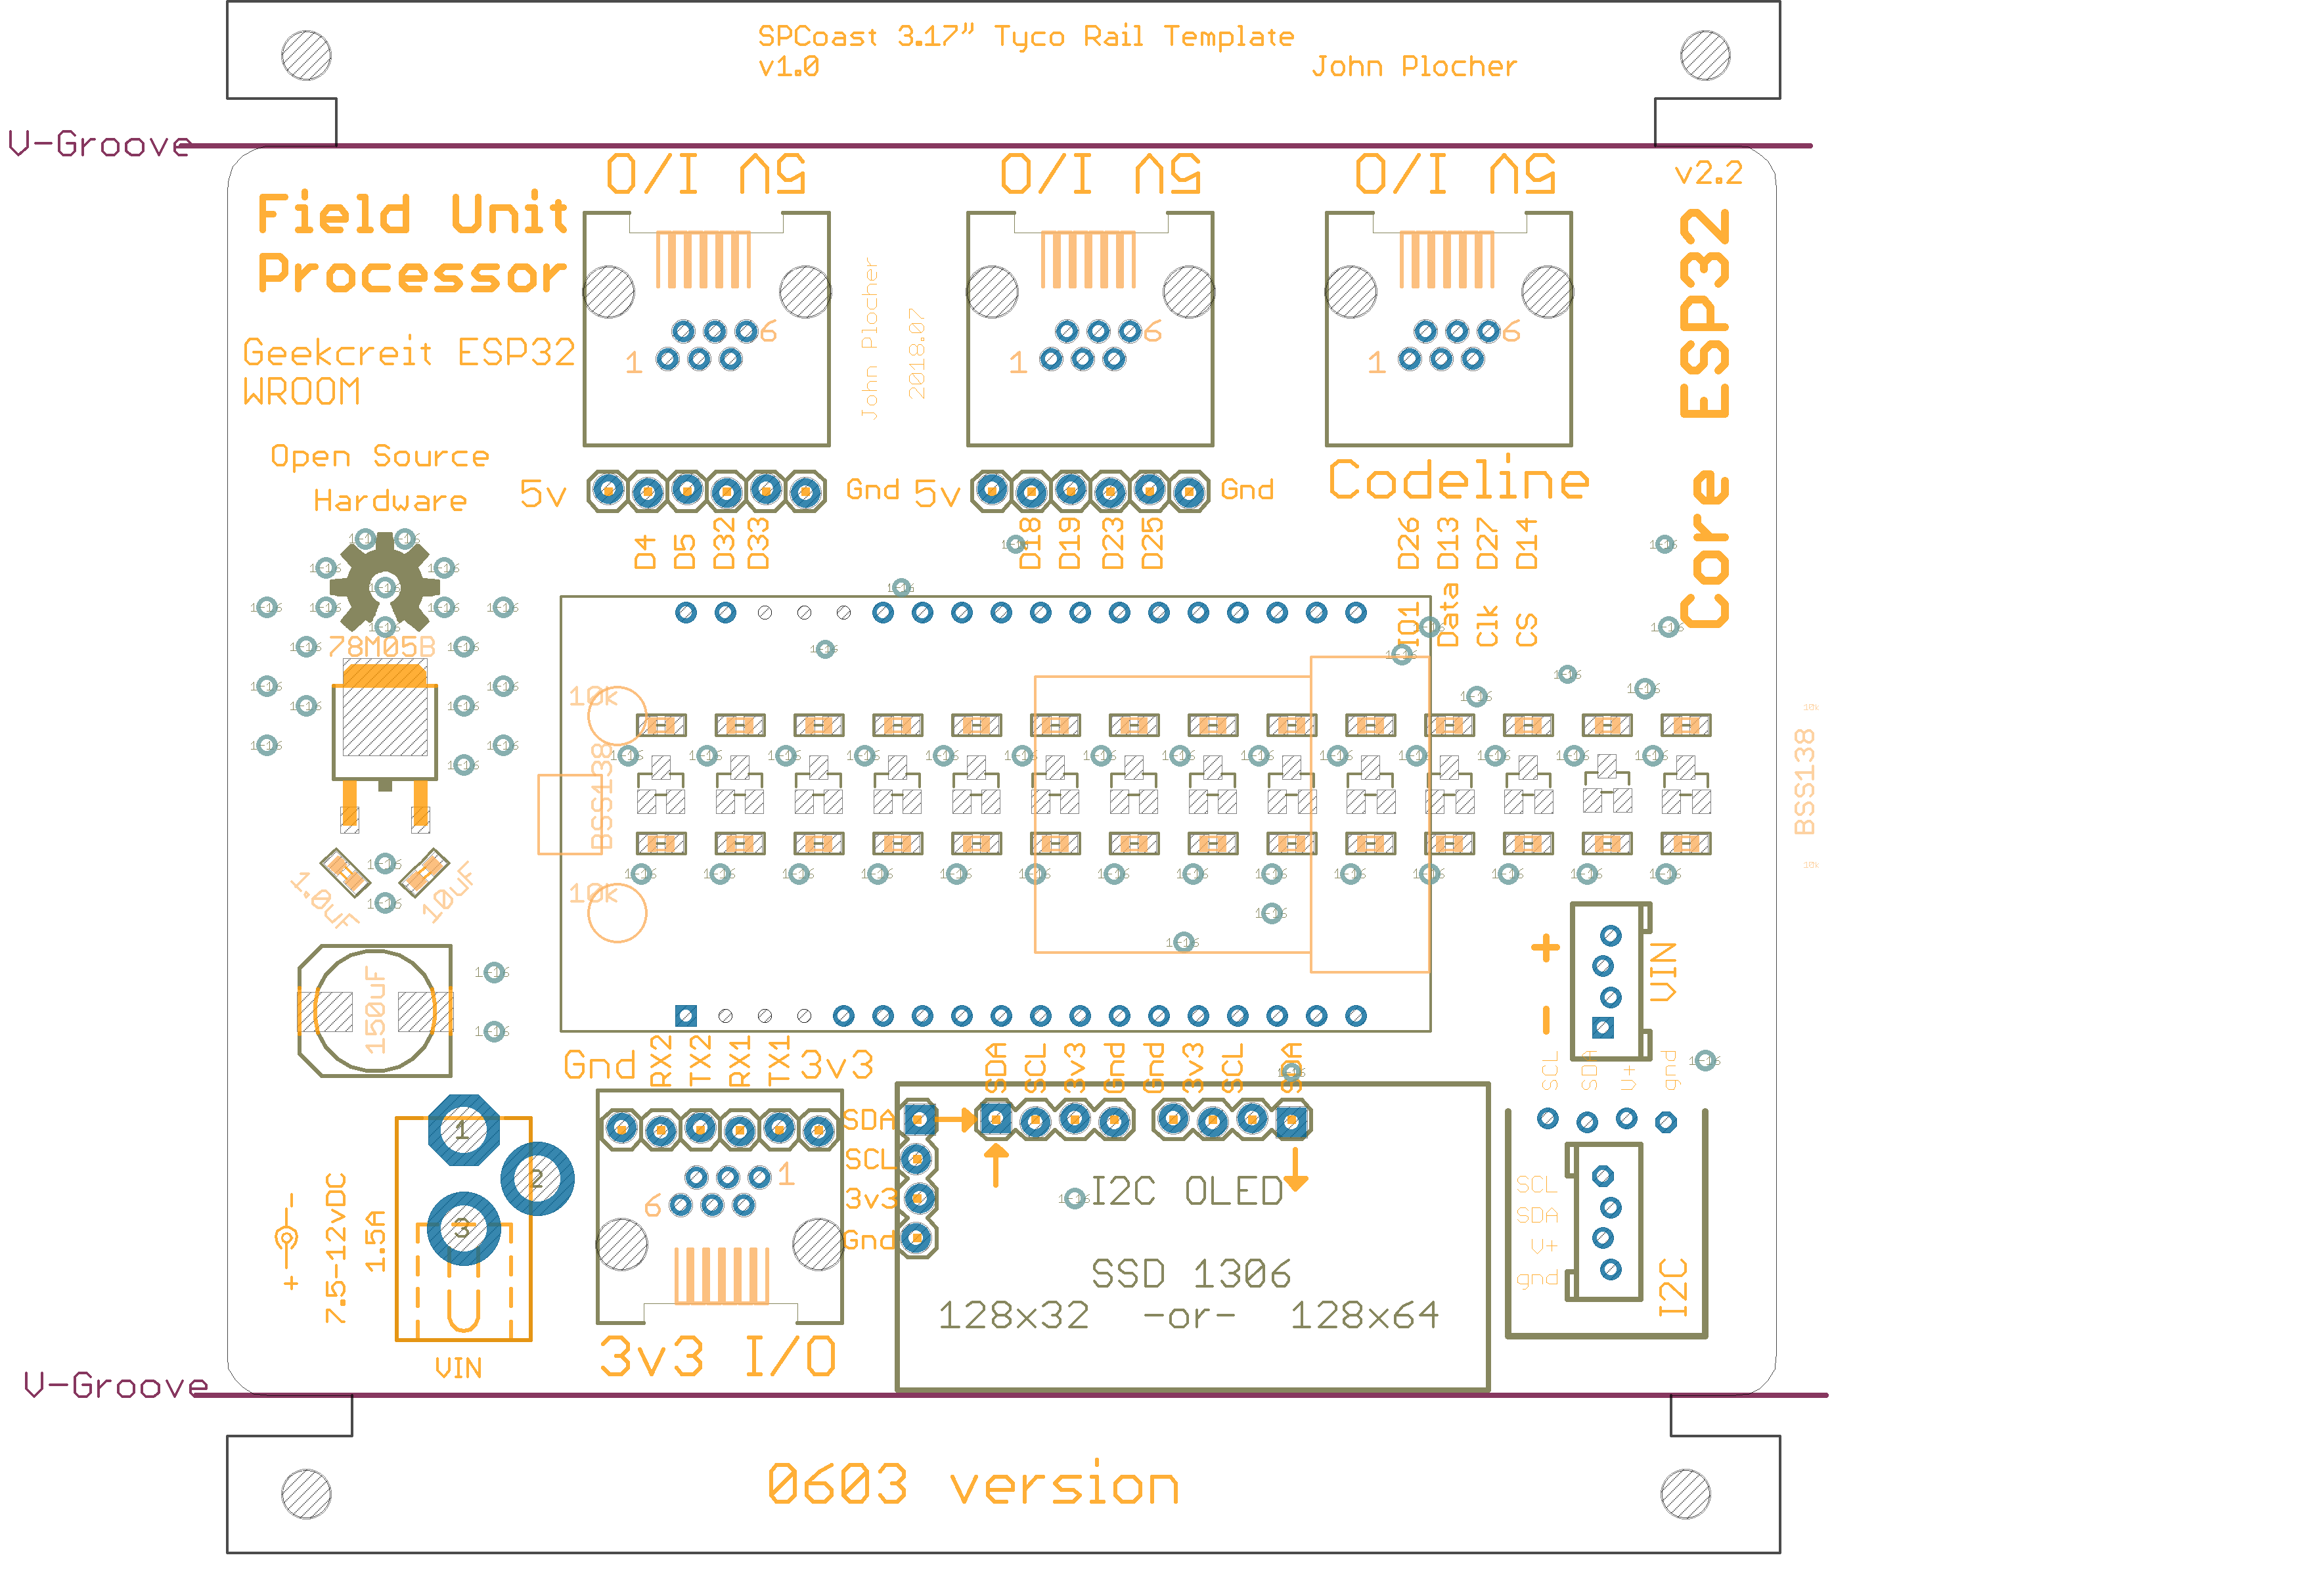 SPCoast 3.17" Tyco Rail Template
v1.0
John Plocher
V-Groove
5V I/O
5V I/O
5V I/O
v2.2
Field Unit
Processor
Core ESP32
Geekcreit ESP32
WROOM
John Plocher
2018.07
1
6
1
6
1
6
Open Source
Hardware
5v
Gnd
5v
Gnd
Codeline
D4
D5
D32
D33
D18
D19
D23
D25
D26
D13
D27
D14
IO1
Data
Clk
CS
78M05B
10k
BSS138
10k
10k
BSS138
10k
1.0uF
10uF
150uF
+
-
VIN
Gnd
RX2
TX2
RX1
TX1
3v3
SDA
SCL
3v3
Gnd
Gnd
3v3
SCL
SDA
SCL
SDA
V+
gnd
SDA
SCL
3v3
Gnd
1
2
3
1
6
- +
7.5-12vDC
1.5A
VIN
3v3 I/O
I2C OLED
SSD 1306
128x32 -or- 128x64
SCL
SDA
V+
gnd
I2C
V-Groove
0603 version